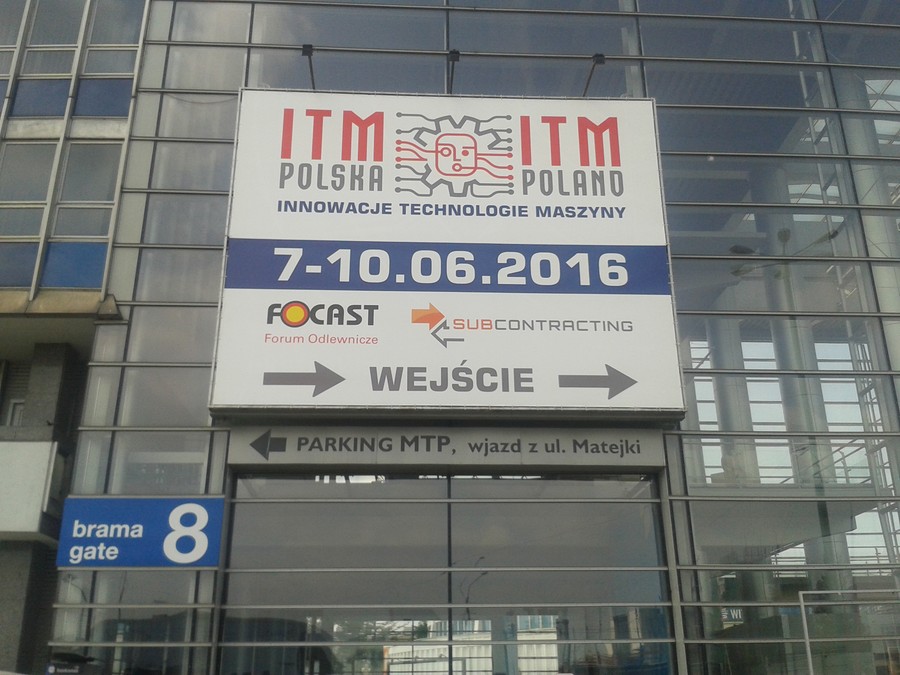 ITM ITM
POLSKA POLAND
INNOWACJE TECHNOLOGIE MASZYNY
7-10.06.2016
FOCAST SUBCONTRACTING
Forum Odlewnicze
WEJŚCIE
PARKING MTP, wjazd z ul. Matejki
brama 8
gate
WI